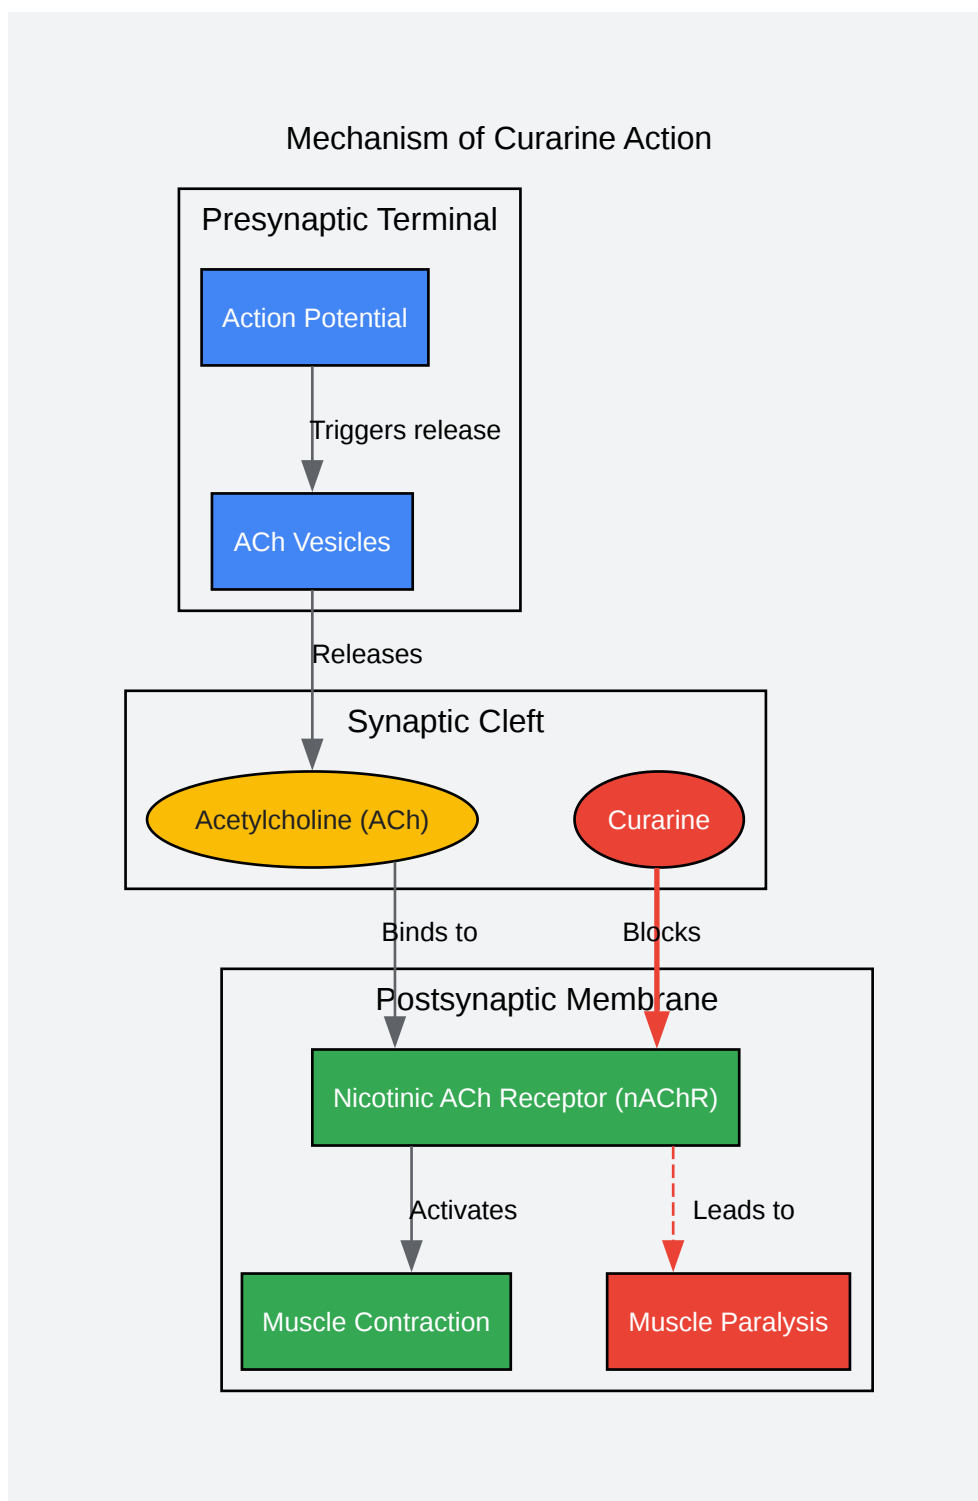 Mechanism of Curarine Action
Presynaptic Terminal
Action Potential
Triggers release
ACh Vesicles
Releases
Synaptic Cleft
Acetylcholine (ACh)
Curarine
Binds to
Blocks
Postsynaptic Membrane
Nicotinic ACh Receptor (nAChR)
Activates
Leads to
Muscle Contraction
Muscle Paralysis